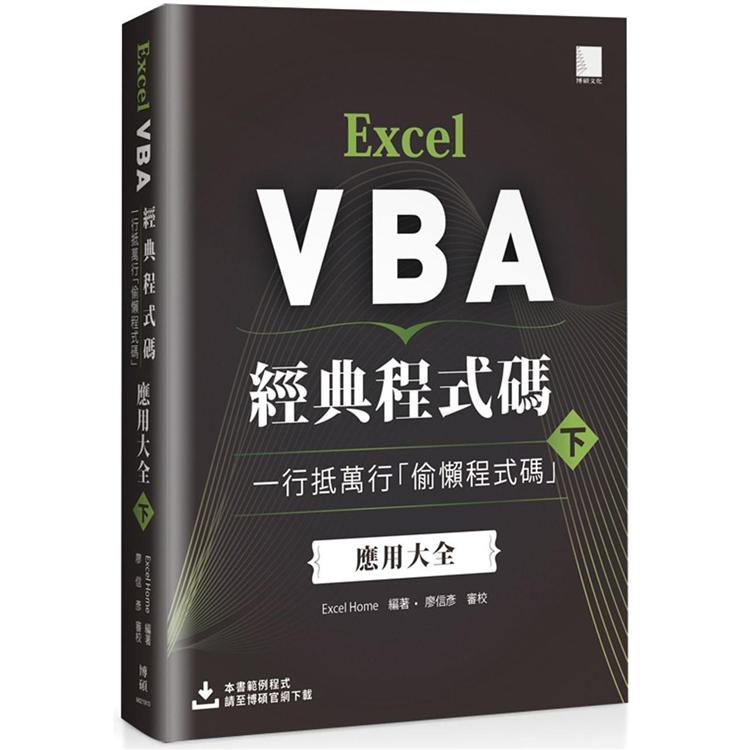 博碩文化
Excel
VBA
經典程式碼
下
一行抵萬行「偷懶程式碼」
應用大全
Excel Home 編著・廖信彥 審校
本書範例程式
請至博碩官網下載
Excel VBA 經典程式碼 應用大全 下
一行抵萬行「偷懶程式碼」
Excel Home 編著
廖信彥 審校
博碩